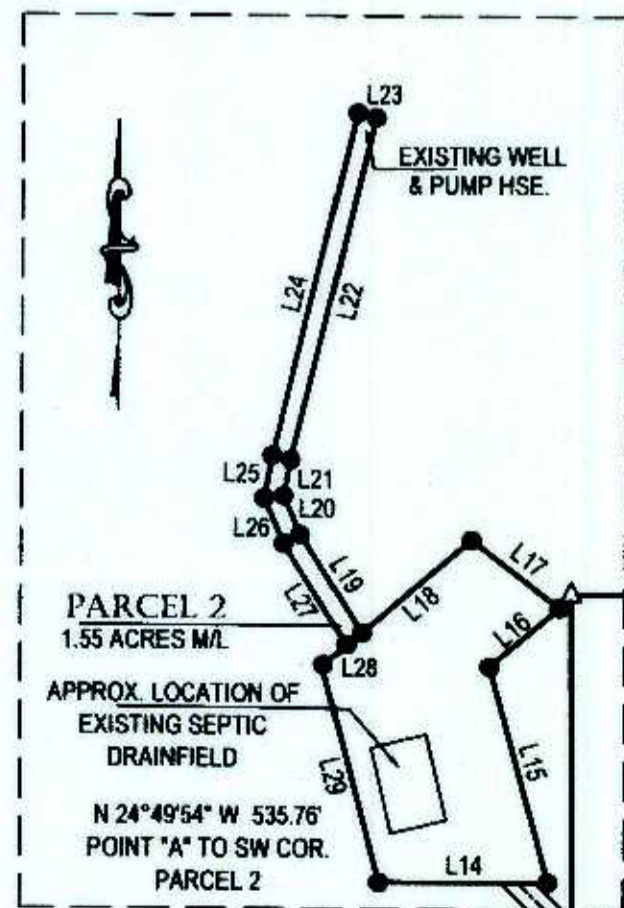 L23
EXISTING WELL
& PUMP HSE.
L24
L22
L25
L21
L20
L26
L19
L17
L18
L27
L16
PARCEL 2
1.55 ACRES M/L
L28
APPROX. LOCATION OF
EXISTING SEPTIC
DRAINFIELD
L29
L15
N 24°49'54" W 535.76'
POINT "A" TO SW COR.
PARCEL 2
L14